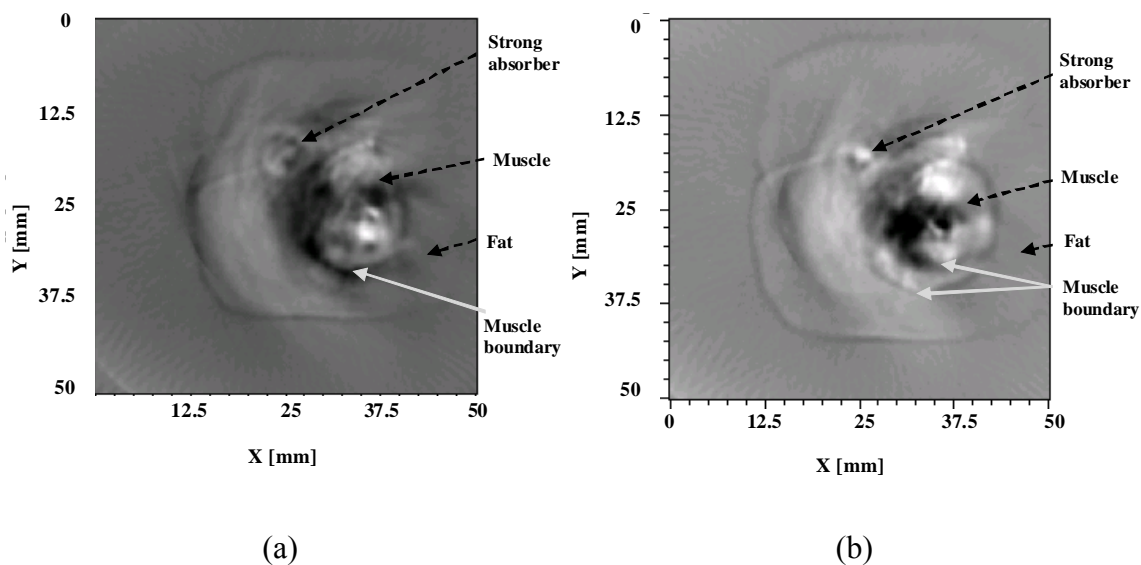 0
12.5
25
37.5
50
Y [mm]
12.5
25
37.5
50
X [mm]
Strong
absorber
Muscle
Fat
Muscle
boundary
(a)
0
12.5
25
37.5
50
Y [mm]
0
12.5
25
37.5
50
X [mm]
Strong
absorber
Muscle
Fat
Muscle
boundary
(b)